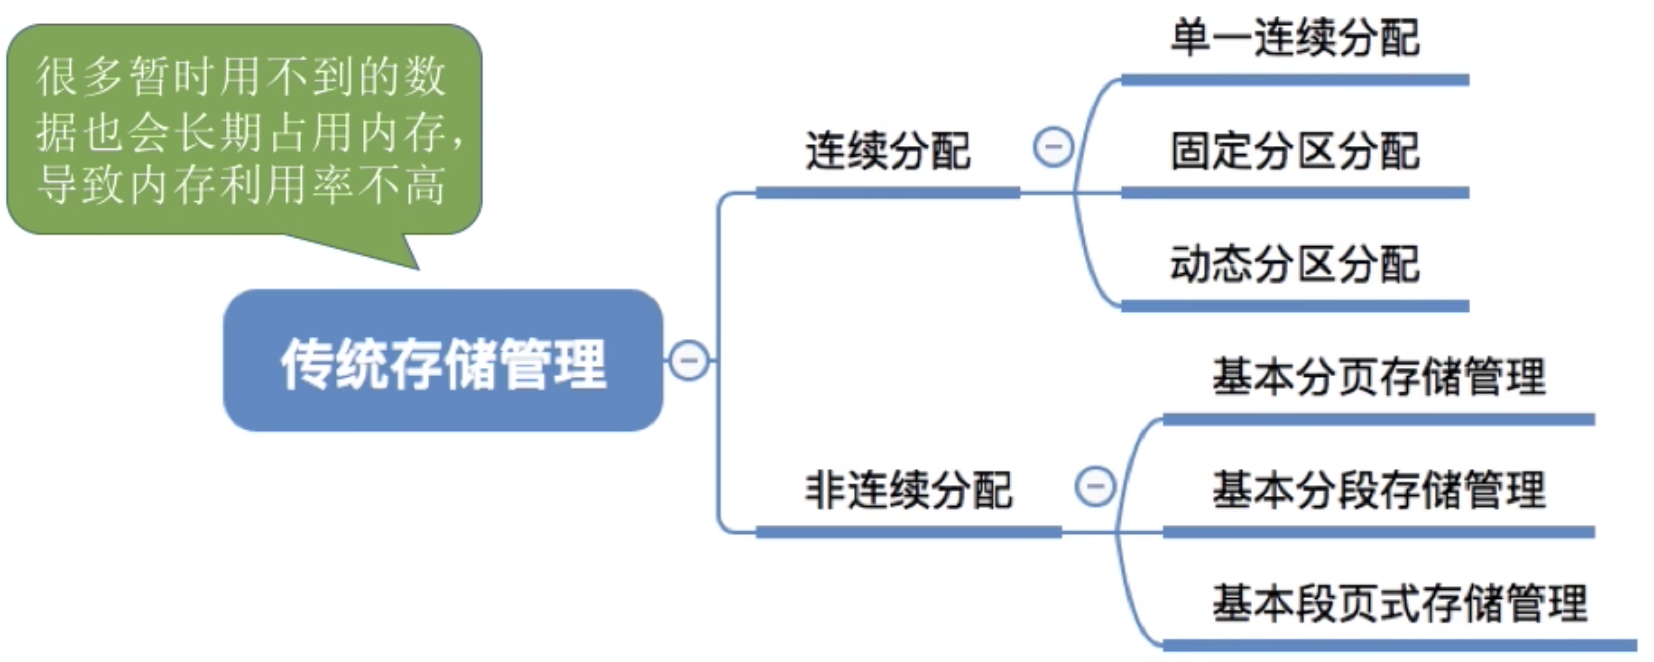 很多暂时用不到的数
据也会长期占用内存，
导致内存利用率不高
传统存储管理
连续分配
单一连续分配
固定分区分配
动态分区分配
非连续分配
基本分页存储管理
基本分段存储管理
基本段页式存储管理